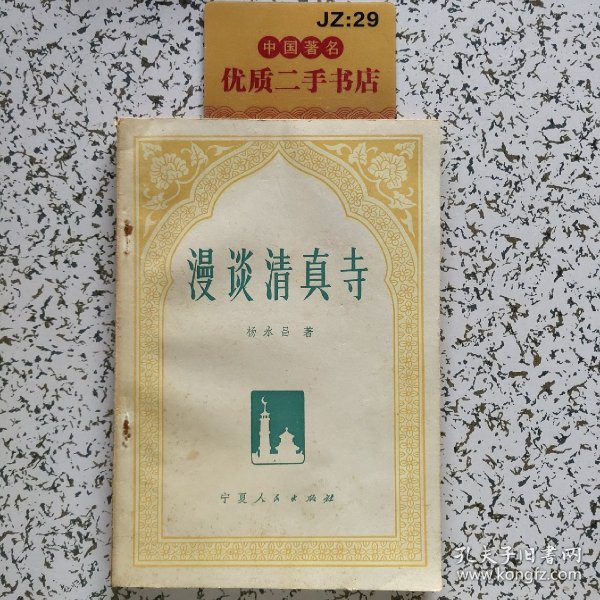 JZ:29
中国著名
优质二手书店
漫谈清真寺
杨永昌 著
宁夏人民出版社
孔夫子旧书网
www.kongfz.com